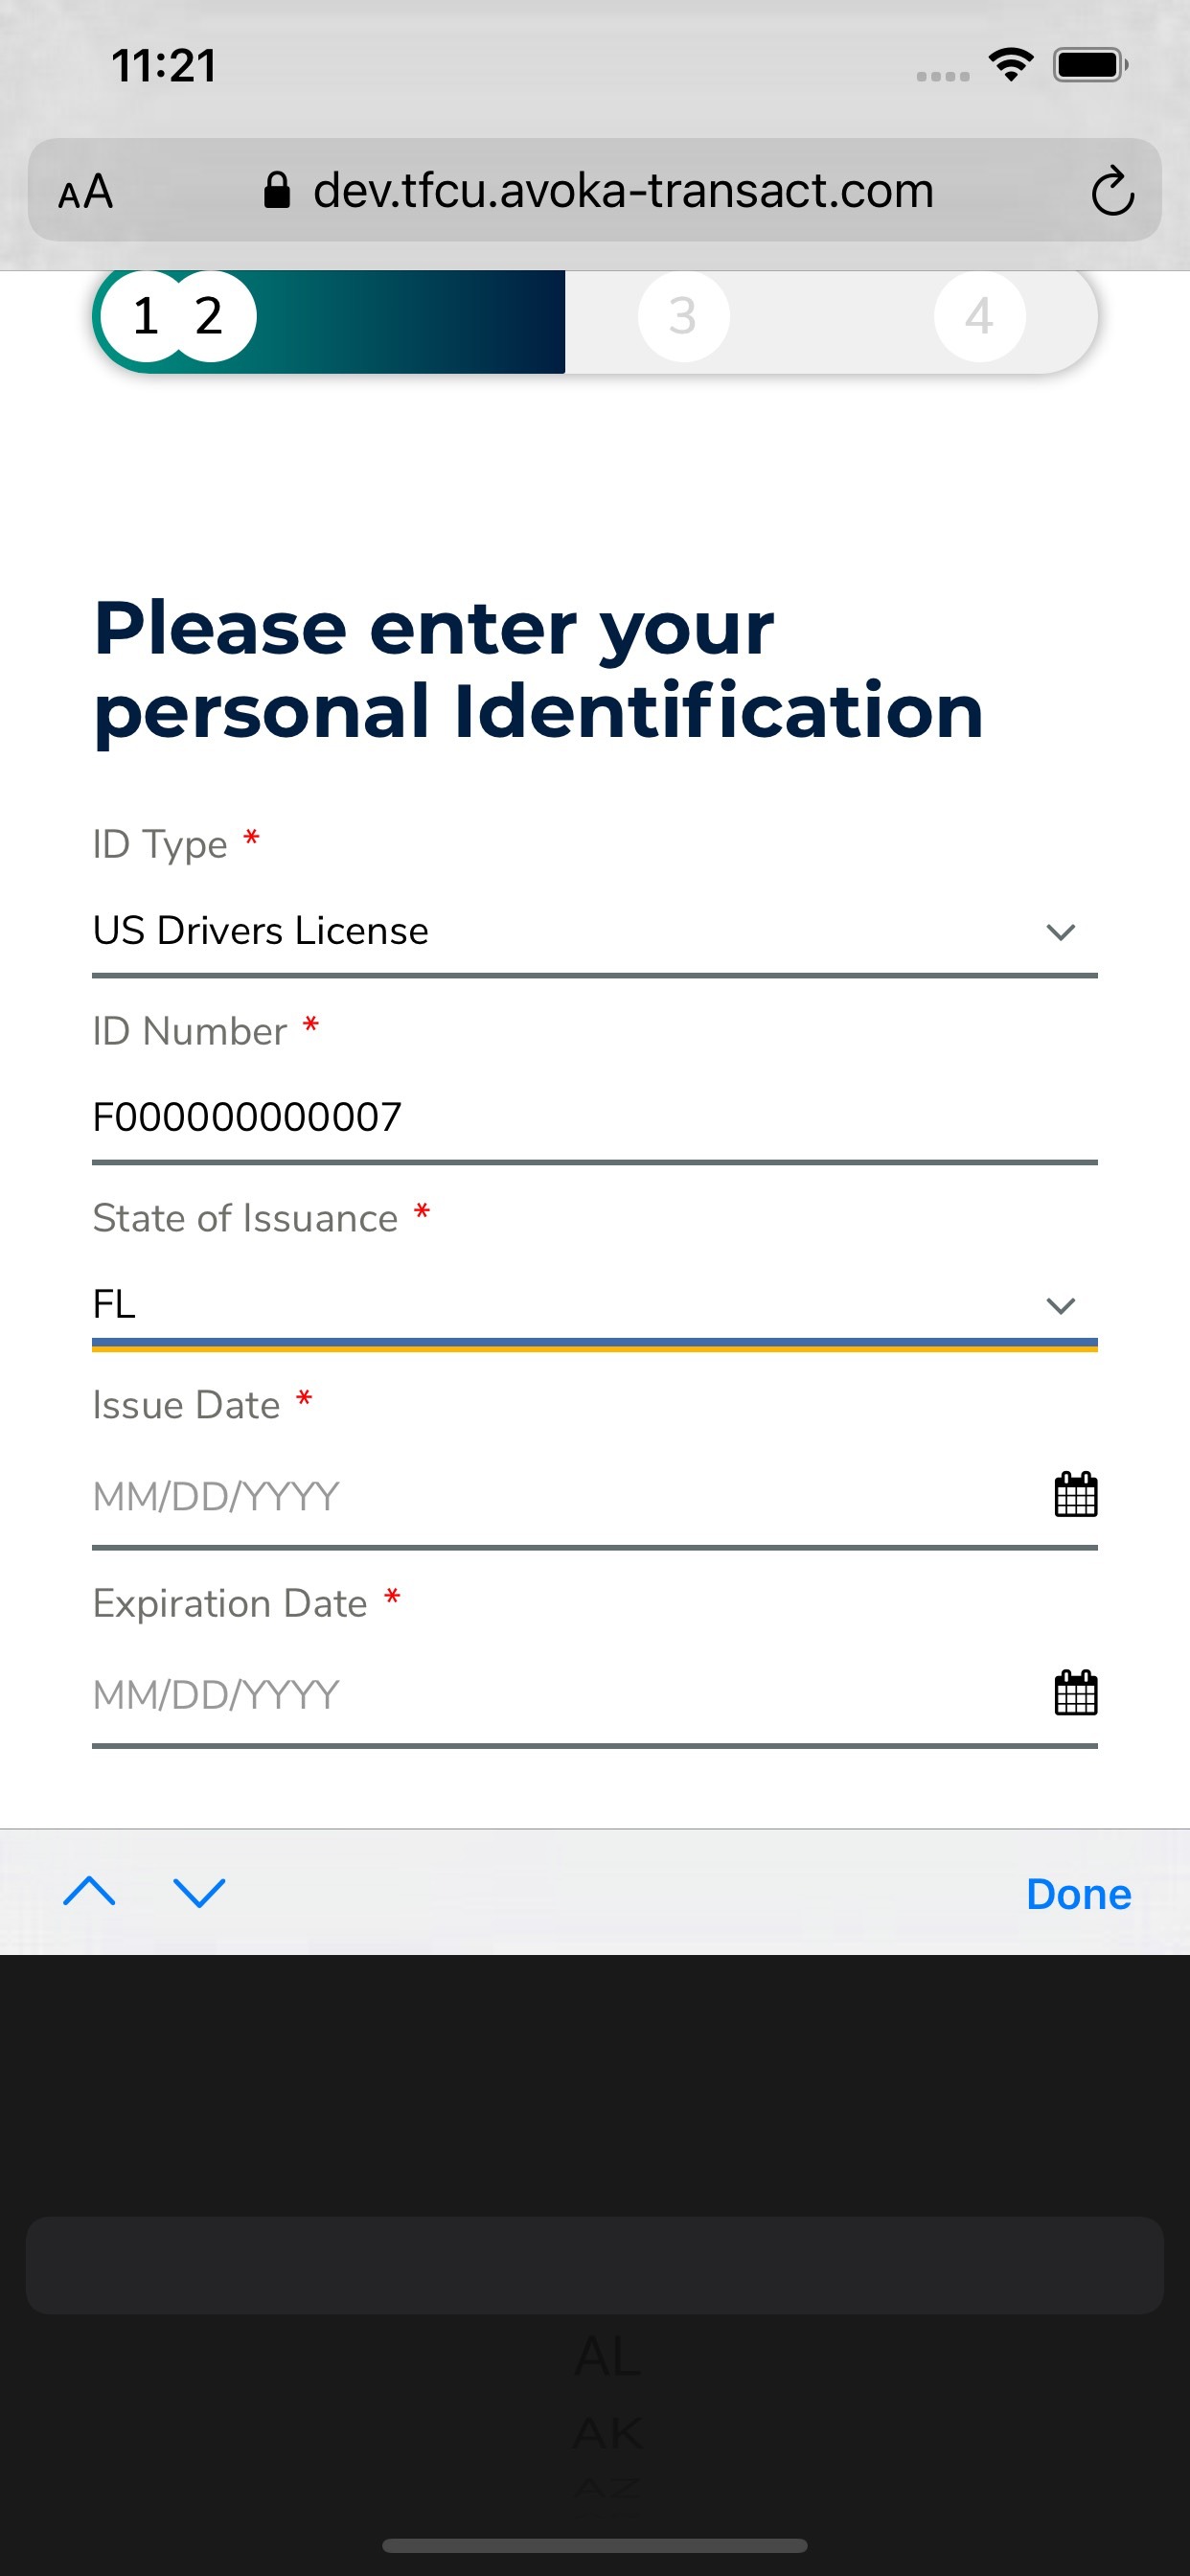 11:21
AA dev.tfcu.avoka-transact.com
1 2 3 4
Please enter your
personal Identification
ID Type *
US Drivers License
ID Number *
F000000000007
State of Issuance *
FL
Issue Date *
MM/DD/YYYY
Expiration Date *
MM/DD/YYYY
Done
AL
AK
AZ